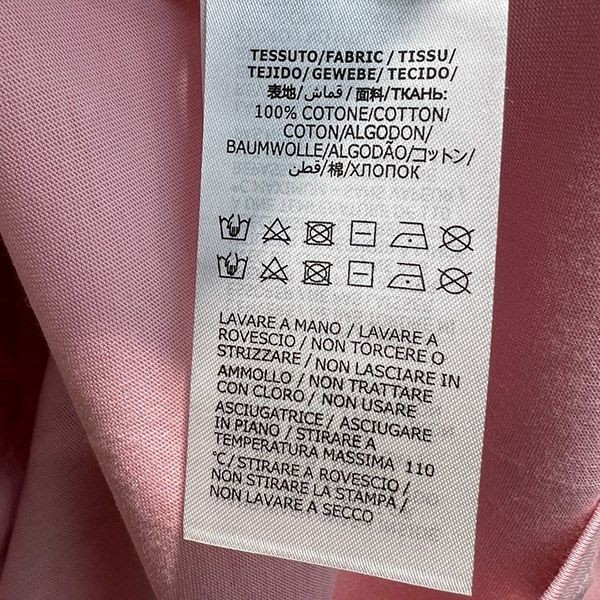 TESSUTO/FABRIC / TISSU/
TEJIDO/ GEWEBE/ TECIDO/
表地/ قماش/ 面料/ТКАНЬ:
100% COTONE/COTTON/
COTON/ALGODON/
BAUMWOLLE/ALGODÃO/コットン/
قطن/棉/ХЛОПОК
LAVARE A MANO / LAVARE A
ROVESCIO / NON TORCERE O
STRIZZARE / NON LASCIARE IN
AMMOLLO / NON TRATTARE
CON CLORO / NON USARE
ASCIUGATRICE / ASCIUGARE
IN PIANO / STIRARE A
TEMPERATURA MASSIMA 110
℃/ STIRARE A ROVESCIO /
NON STIRARE LA STAMPA /
NON LAVARE A SECCO